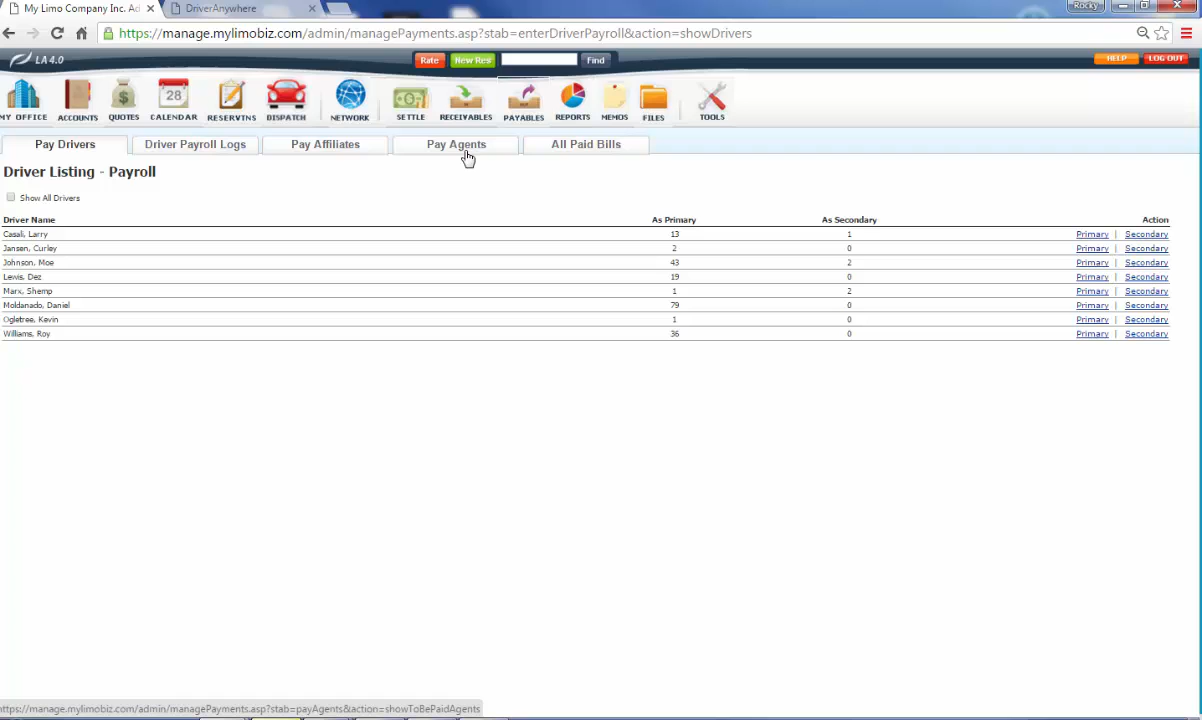 My Limo Company Inc. Ad
DriverAnywhere
Rocky
https://manage.mylimobiz.com/admin/managePayments.asp?stab=enterDriverPayroll&action=showDrivers
LA 4.0
Rate
New Res
Find
HELP
LOG OUT
MY OFFICE
ACCOUNTS
QUOTES
28
CALENDAR
RESERVTNS
DISPATCH
NETWORK
SETTLE
RECEIVABLES
PAYABLES
REPORTS
MEMOS
FILES
TOOLS
Pay Drivers
Driver Payroll Logs
Pay Affiliates
Pay Agents
All Paid Bills
Driver Listing - Payroll
Show All Drivers
Driver Name As Primary As Secondary Action
Casali, Larry 13 1 Primary | Secondary
Jansen, Curley 2 0 Primary | Secondary
Johnson, Moe 43 2 Primary | Secondary
Lewis, Dez 19 0 Primary | Secondary
Marx, Shemp 1 2 Primary | Secondary
Moldanado, Daniel 79 0 Primary | Secondary
Ogletree, Kevin 1 0 Primary | Secondary
Williams, Roy 36 0 Primary | Secondary
https://manage.mylimobiz.com/admin/managePayments.asp?stab=payAgents&action=showToBePaidAgents